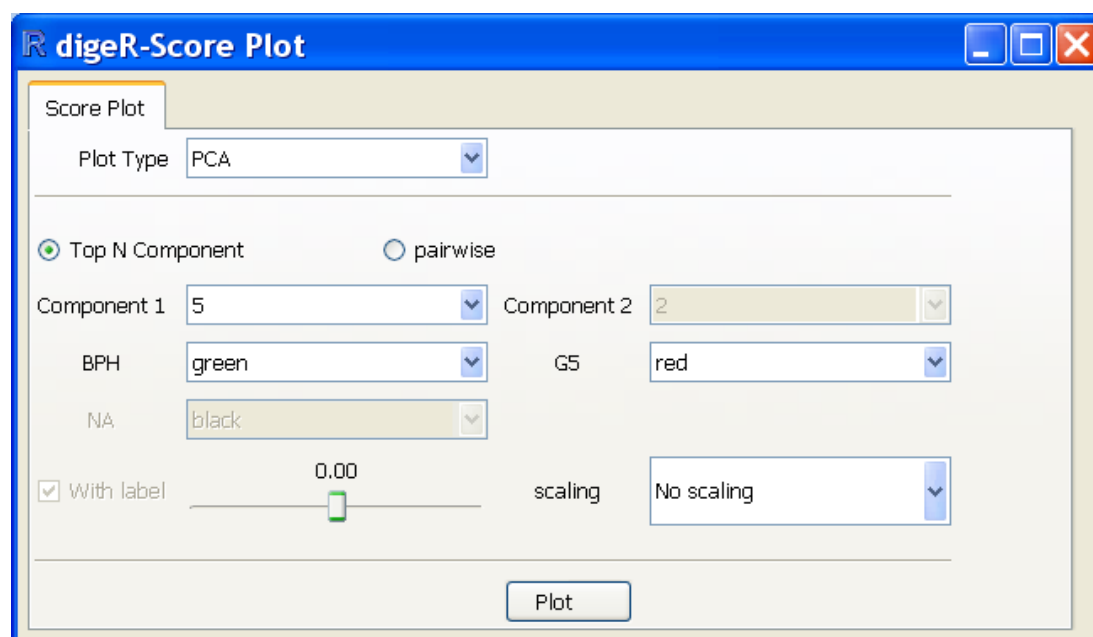 R digeR-Score Plot
Score Plot
Plot Type PCA
Top N Component pairwise
Component 1 5 Component 2 2
BPH green G5 red
NA black
0.00
With label scaling No scaling
Plot